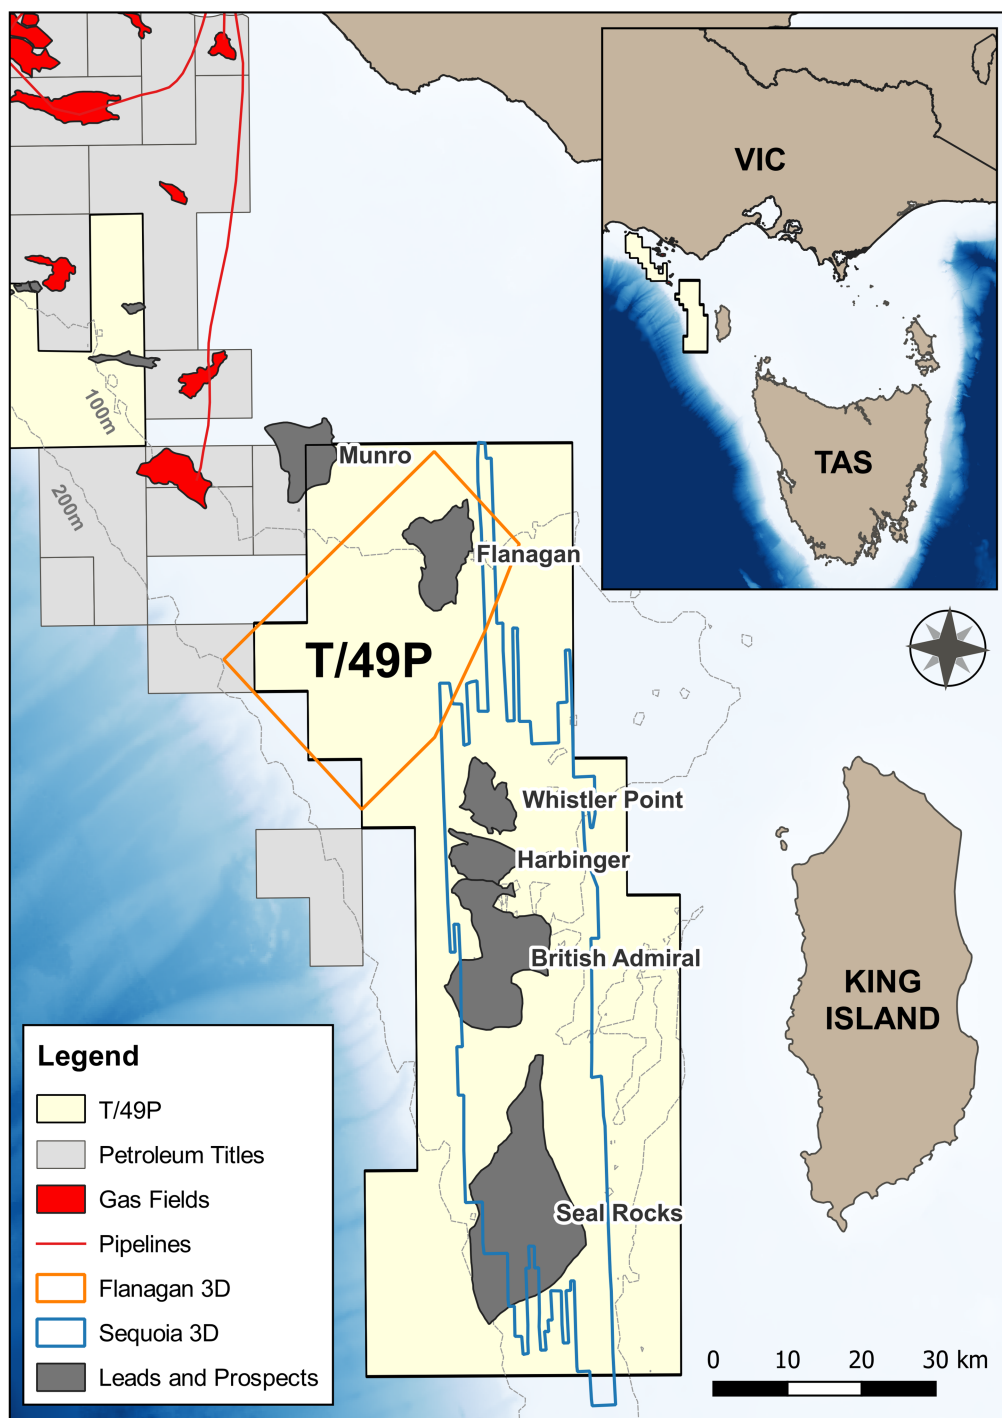 VIC
TAS
100m
200m
Munro
Flanagan
T/49P
Whistler Point
Harbinger
British Admiral
KING
ISLAND
Seal Rocks
Legend
T/49P
Petroleum Titles
Gas Fields
Pipelines
Flanagan 3D
Sequoia 3D
Leads and Prospects
0 10 20 30 km